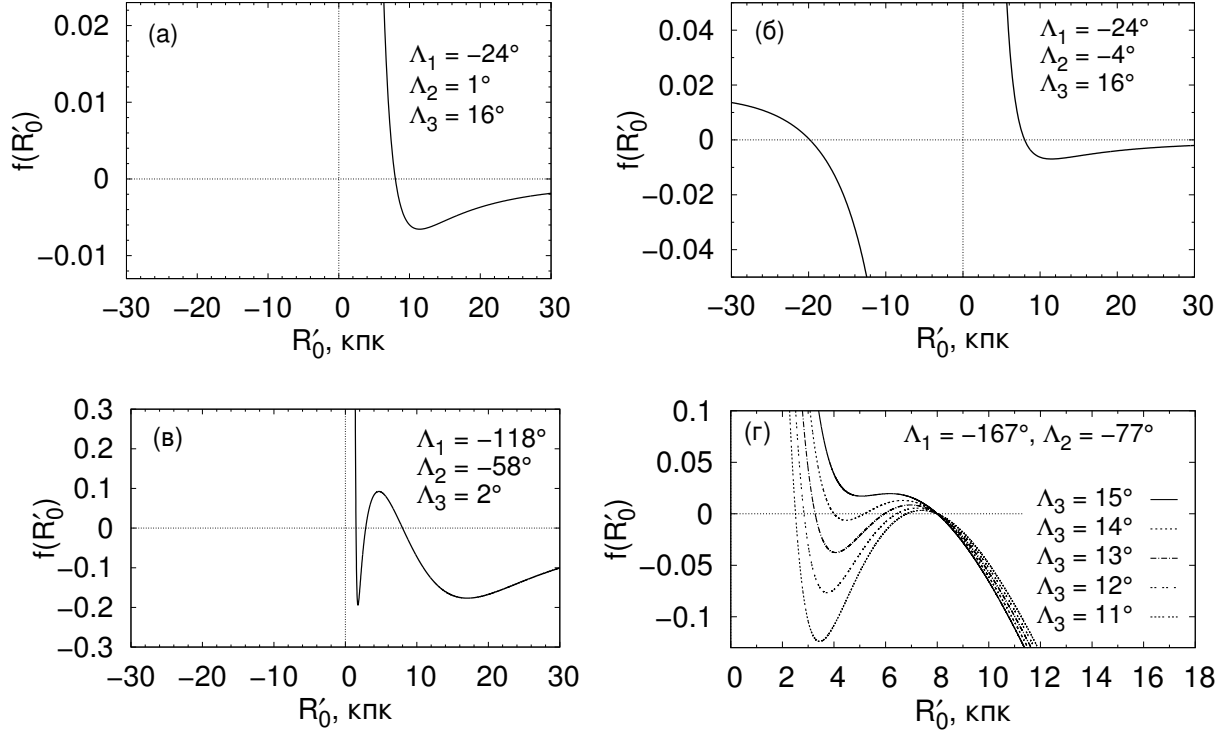 (а)
Λ1 = −24°
Λ2 = 1°
Λ3 = 16°
0.02
0.01
0
−0.01
f(R′0)
−30 −20 −10 0 10 20 30
R′0, кпк
(б)
Λ1 = −24°
Λ2 = −4°
Λ3 = 16°
0.04
0.02
0
−0.02
−0.04
f(R′0)
−30 −20 −10 0 10 20 30
R′0, кпк
(в)
Λ1 = −118°
Λ2 = −58°
Λ3 = 2°
0.3
0.2
0.1
0
−0.1
−0.2
−0.3
f(R′0)
−30 −20 −10 0 10 20 30
R′0, кпк
(г)
Λ1 = −167°, Λ2 = −77°
Λ3 = 15°
Λ3 = 14°
Λ3 = 13°
Λ3 = 12°
Λ3 = 11°
0.1
0.05
0
−0.05
−0.1
f(R′0)
0 2 4 6 8 10 12 14 16 18
R′0, кпк